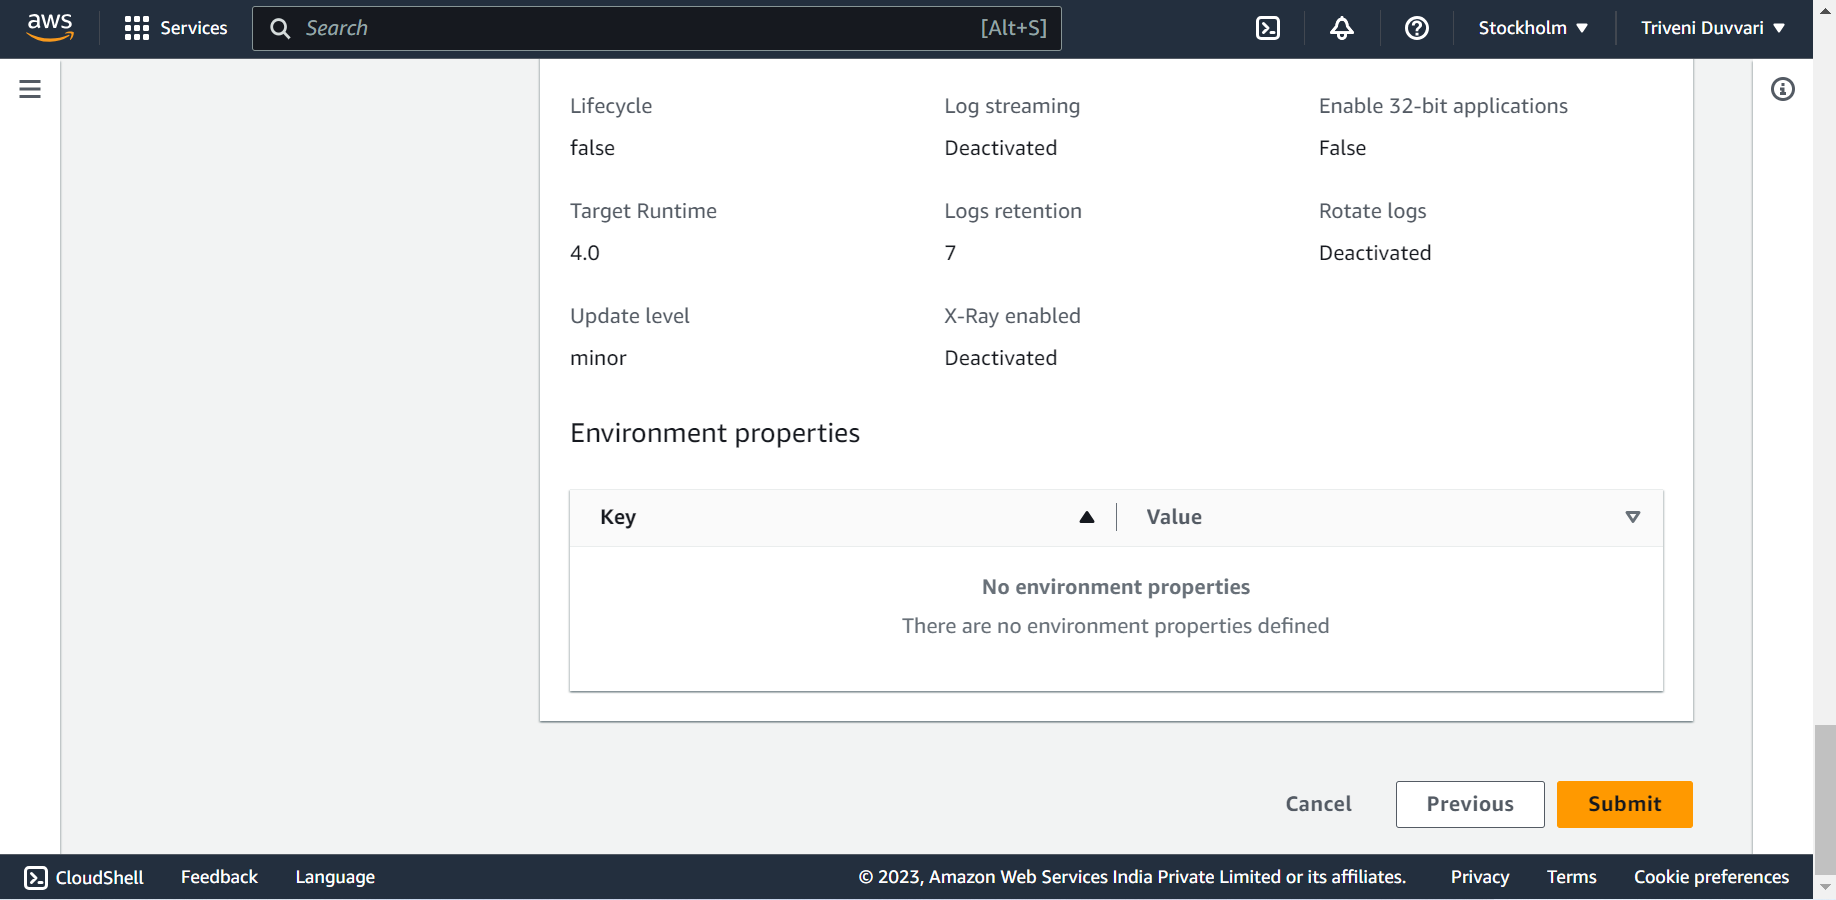 aws Services Search [Alt+S] Stockholm Triveni Duvvari
Lifecycle Log streaming Enable 32-bit applications
false Deactivated False
Target Runtime Logs retention Rotate logs
4.0 7 Deactivated
Update level X-Ray enabled
minor Deactivated
Environment properties
Key Value
No environment properties
There are no environment properties defined
Cancel Previous Submit
CloudShell Feedback Language © 2023, Amazon Web Services India Private Limited or its affiliates. Privacy Terms Cookie preferences